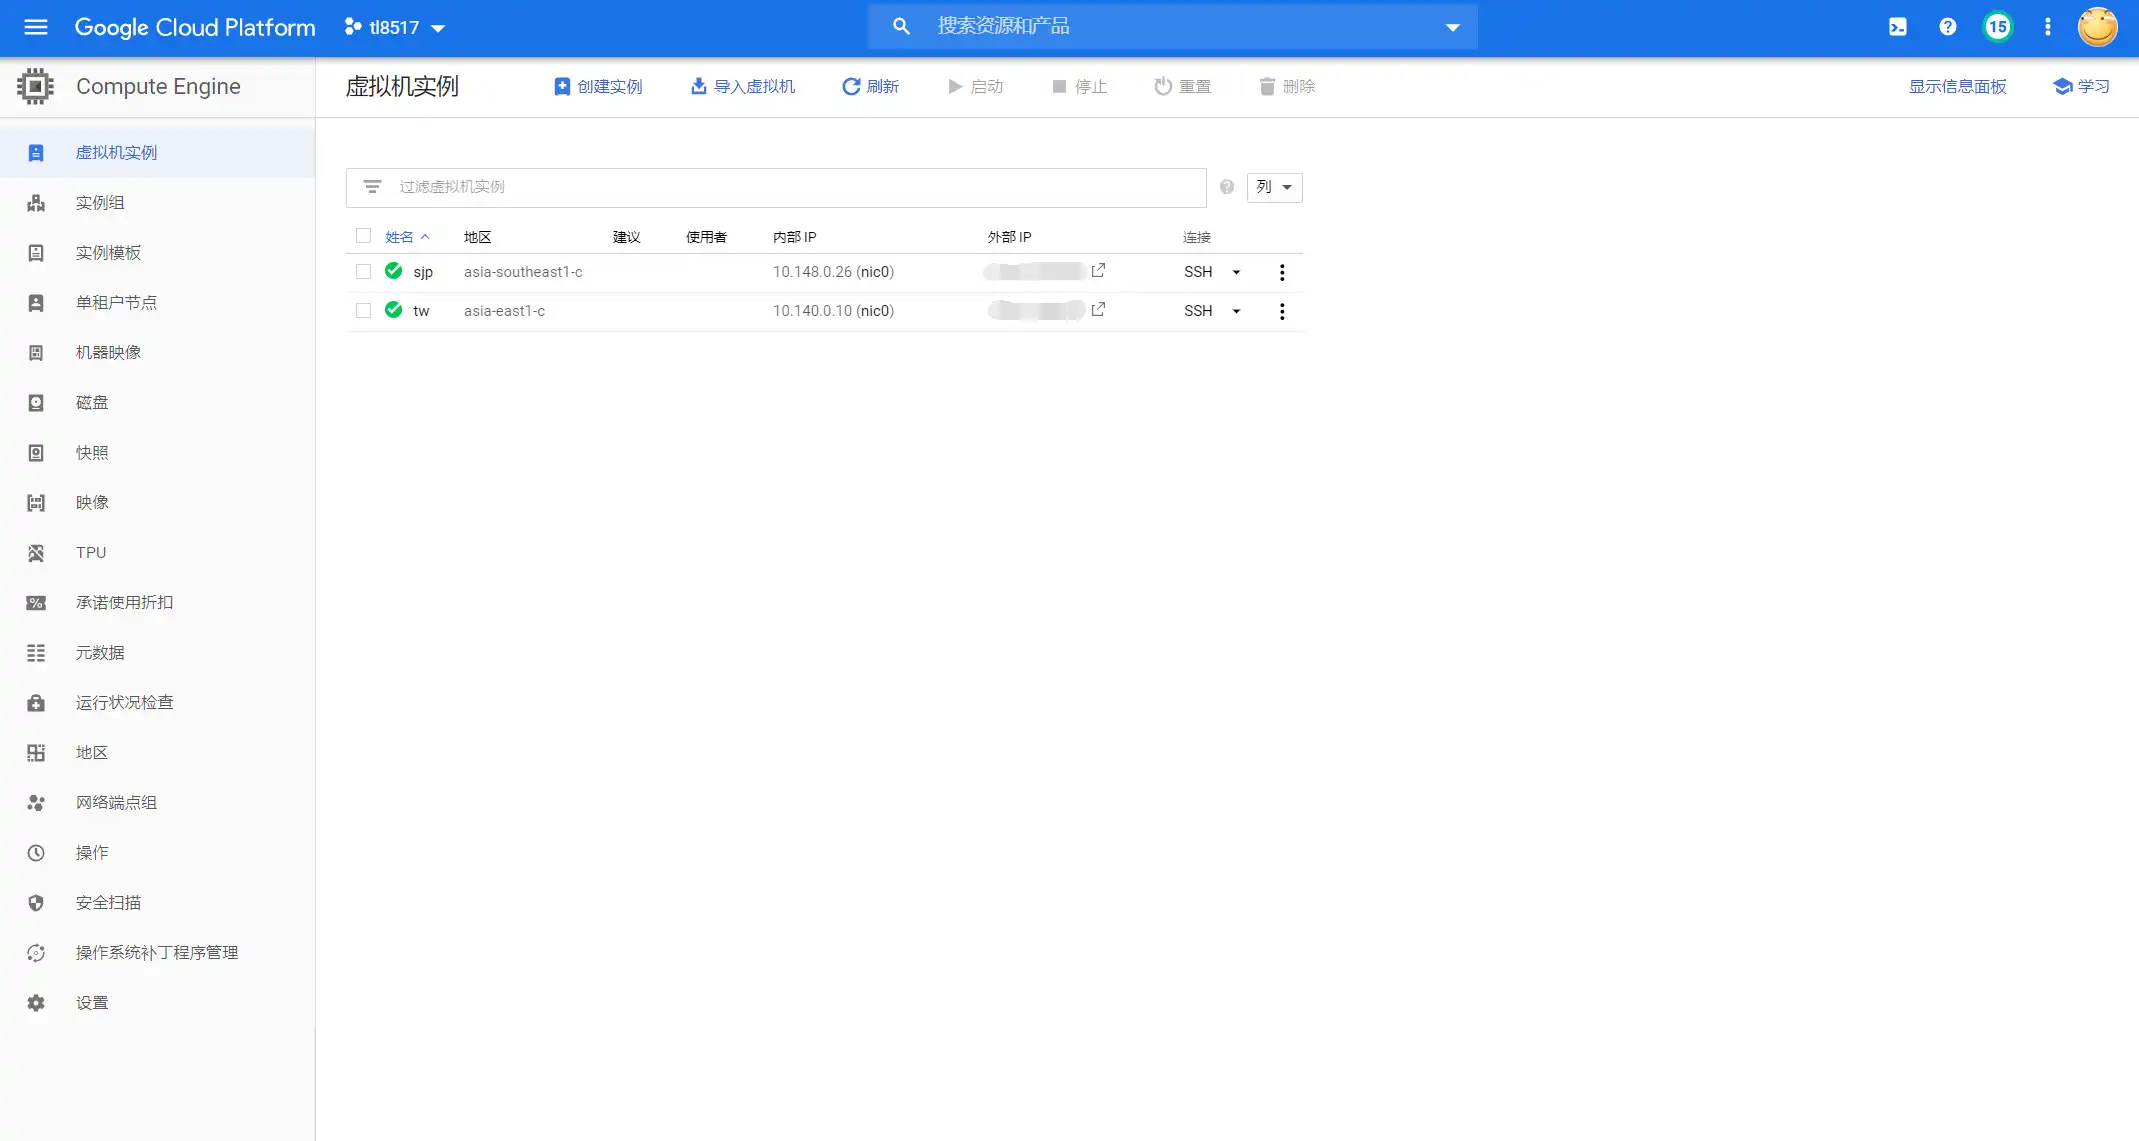 Google Cloud Platform tl8517 搜索资源和产品 15
Compute Engine
虚拟机实例 创建实例 导入虚拟机 刷新 启动 停止 重置 删除 显示信息面板 学习
虚拟机实例
实例组
实例模板
单租户节点
机器映像
磁盘
快照
映像
TPU
承诺使用折扣
元数据
运行状况检查
地区
网络端点组
操作
安全扫描
操作系统补丁程序管理
设置
过滤虚拟机实例 列
姓名 地区 建议 使用者 内部 IP 外部 IP 连接
sjp asia-southeast1-c 10.148.0.26 (nic0) SSH
tw asia-east1-c 10.140.0.10 (nic0) SSH